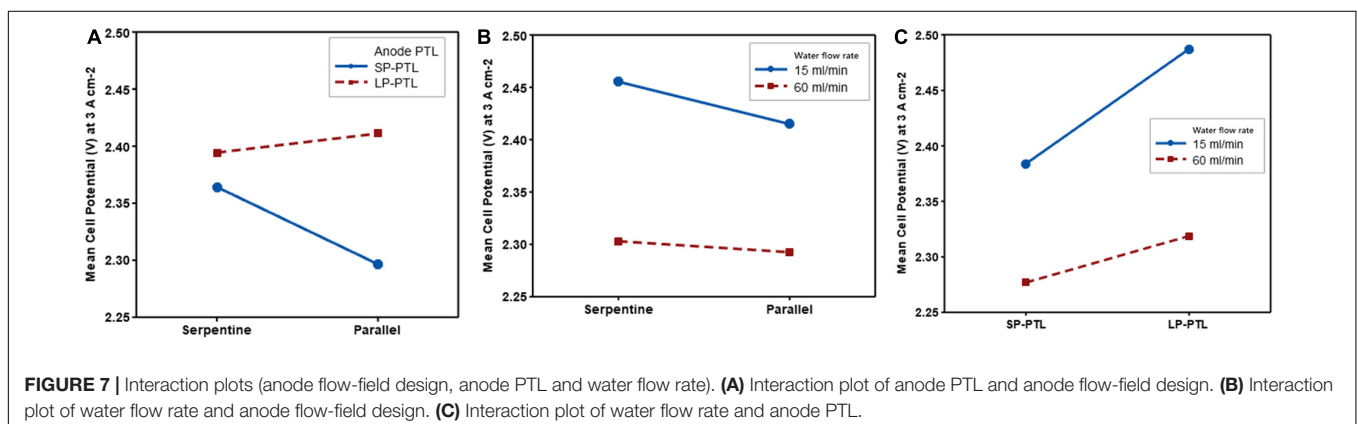 A
Mean Cell Potential (V) at 3 A cm-2
2.50
2.45
2.40
2.35
2.30
2.25
Anode PTL
SP-PTL
LP-PTL
Serpentine Parallel
B
Mean Cell Potential (V) at 3 A cm-2
2.50
2.45
2.40
2.35
2.30
2.25
Water flow rate
15 ml/min
60 ml/min
Serpentine Parallel
C
Mean Cell Potential (V) at 3 A cm-2
2.50
2.45
2.40
2.35
2.30
2.25
Water flow rate
15 ml/min
60 ml/min
SP-PTL LP-PTL
FIGURE 7 | Interaction plots (anode flow-field design, anode PTL and water flow rate). (A) Interaction plot of anode PTL and anode flow-field design. (B) Interaction
plot of water flow rate and anode flow-field design. (C) Interaction plot of water flow rate and anode PTL.